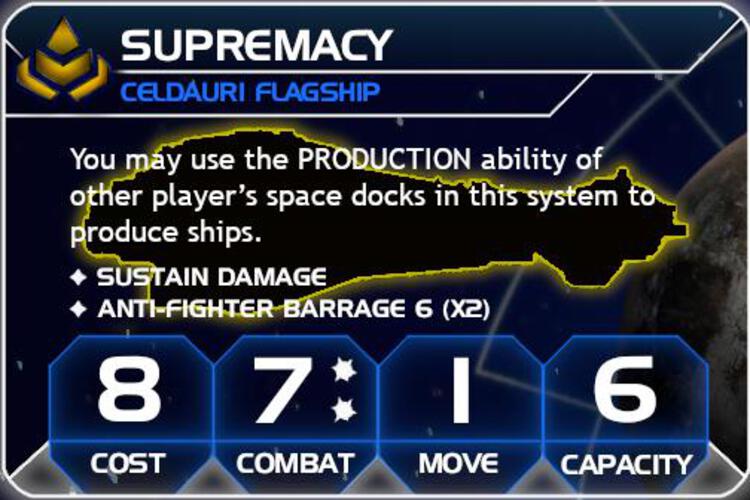 SUPREMACY
CELDAURI FLAGSHIP
You may use the PRODUCTION ability of
other player's space docks in this system to
produce ships.
SUSTAIN DAMAGE
ANTI-FIGHTER BARRAGE 6 (X2)
8 7 1 6
COST COMBAT MOVE CAPACITY